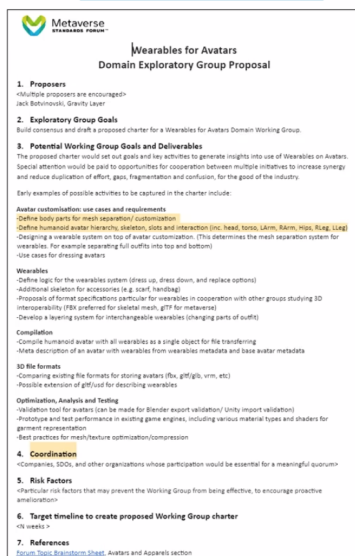 Metaverse
STANDARDS FORUM™
Wearables for Avatars
Domain Exploratory Group Proposal
1. Proposers
<Multiple proposers are encouraged>
Jack Botvinovski, Gravity Layer
2. Exploratory Group Goals
Build consensus and draft a proposed charter for a Wearables for Avatars Domain Working Group.
3. Potential Working Group Goals and Deliverables
The proposed charter would set out goals and key activities to generate insights into use of Wearables on Avatars.
Special attention would be paid to opportunities for cooperation between multiple initiatives to increase synergy
and reduce duplication of effort, gaps, fragmentation and confusion, for the good of the industry.
Early examples of possible activities to be captured in the charter include:
Avatar customisation: use cases and requirements
-Define body parts for mesh separation/ customization
-Define humanoid avatar hierarchy, skeleton, slots and interaction (inc. head, torso, LArm, RArm, Hips, RLeg, LLeg)
-Designing a wearable system on top of avatar customization. (This determines the mesh separation system for
wearables. For example separating full outfits into top and bottom)
-Use cases for dressing avatars
Wearables
-Define logic for the wearables system (dress up, dress down, and replace options)
-Additional skeleton for accessories (e.g. scarf, handbag)
-Proposals of format specifications particular for wearables in cooperation with other groups studying 3D
interoperability (FBX preferred for skeletal mesh, glTF for metaverse)
-Develop a layering system for interchangeable wearables (changing parts of outfit)
Compilation
-Compile humanoid avatar with all wearables as a single object for file transferring
-Meta description of an avatar with wearables from wearables metadata and base avatar metadata
3D file formats
-Comparing existing file formats for storing avatars (fbx, gltf/glb, vrm, etc)
-Possible extension of gltf/usd for describing wearables
Optimization, Analysis and Testing
-Validation tool for avatars (can be made for Blender export validation/ Unity import validation)
-Prototype and test performance in existing game engines, including various material types and shaders for
garment representation
-Best practices for mesh/texture optimization/compression
4. Coordination
<Companies, SDOs, and other organizations whose participation would be essential for a meaningful quorum>
5. Risk Factors
<Particular risk factors that may prevent the Working Group from being effective, to encourage proactive
amelioration>
6. Target timeline to create proposed Working Group charter
<N weeks >
7. References
Forum Topic Brainstorm Sheet, Avatars and Apparels section